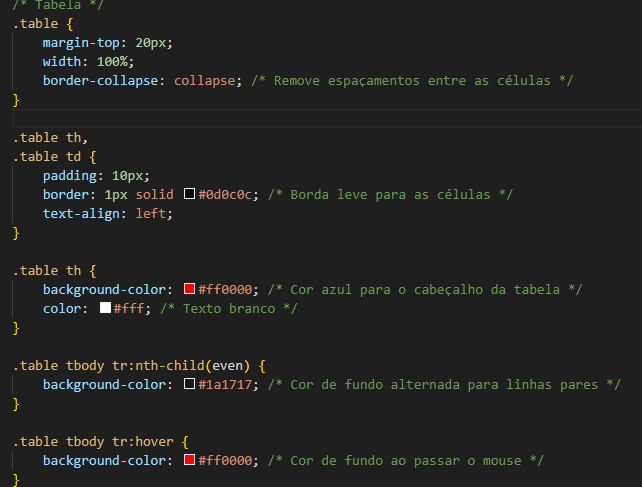 /* Tabela */
.table {
    margin-top: 20px;
    width: 100%;
    border-collapse: collapse; /* Remove espaçamentos entre as células */
}

.table th,
.table td {
    padding: 10px;
    border: 1px solid #0d0c0c; /* Borda leve para as células */
    text-align: left;
}

.table th {
    background-color: #ff0000; /* Cor azul para o cabeçalho da tabela */
    color: #fff; /* Texto branco */
}

.table tbody tr:nth-child(even) {
    background-color: #1a1717; /* Cor de fundo alternada para linhas pares */
}

.table tbody tr:hover {
    background-color: #ff0000; /* Cor de fundo ao passar o mouse */
}